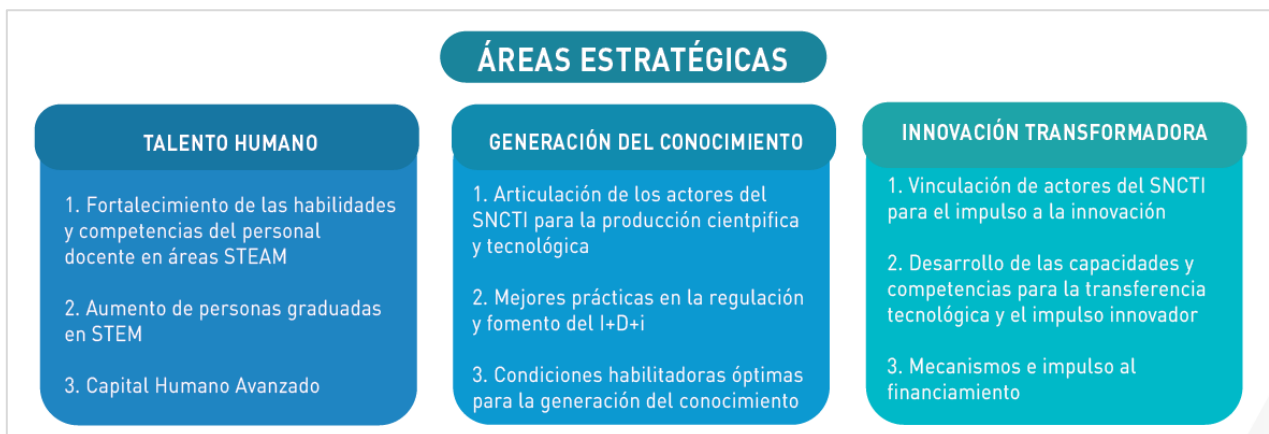 ÁREAS ESTRATÉGICAS
TALENTO HUMANO
1. Fortalecimiento de las habilidades
y competencias del personal
docente en áreas STEAM
2. Aumento de personas graduadas
en STEM
3. Capital Humano Avanzado
GENERACIÓN DEL CONOCIMIENTO
1. Articulación de los actores del
SNCTI para la producción cientpifica
y tecnológica
2. Mejores prácticas en la regulación
y fomento del I+D+i
3. Condiciones habilitadoras óptimas
para la generación del conocimiento
INNOVACIÓN TRANSFORMADORA
1. Vinculación de actores del SNCTI
para el impulso a la innovación
2. Desarrollo de las capacidades y
competencias para la transferencia
tecnológica y el impulso innovador
3. Mecanismos e impulso al
financiamiento